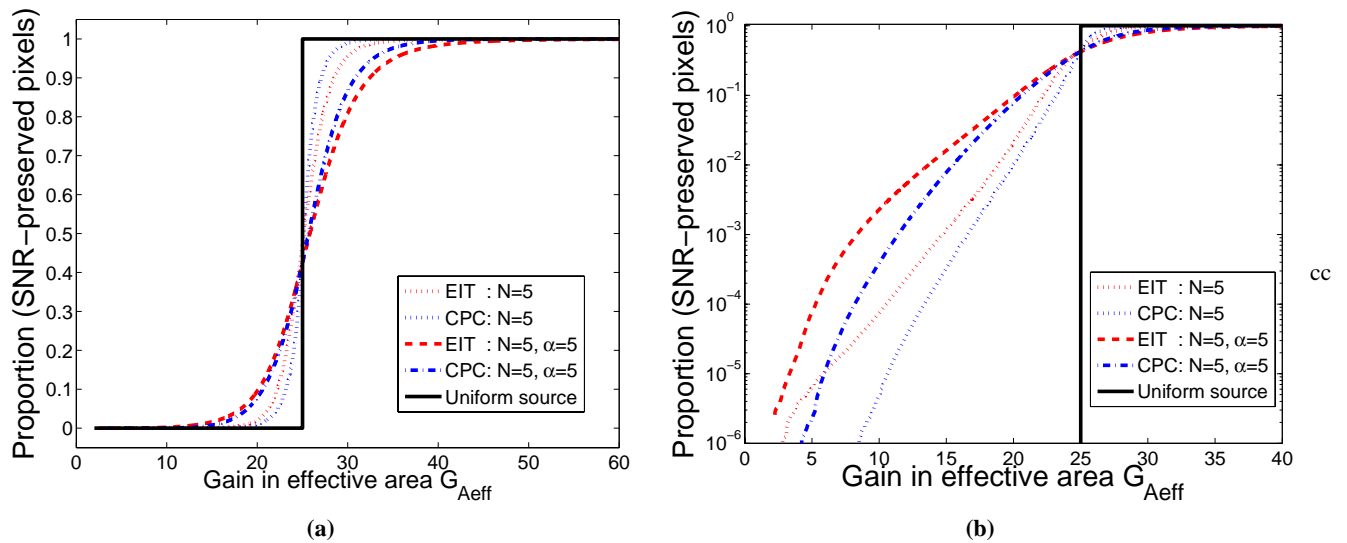 Proportion (SNR−preserved pixels)
1
0.9
0.8
0.7
0.6
0.5
0.4
0.3
0.2
0.1
0
EIT : N=5
CPC: N=5
EIT : N=5, α=5
CPC: N=5, α=5
Uniform source
0 10 20 30 40 50 60
Gain in effective area G_Aeff
(a)
Proportion (SNR−preserved pixels)
10^0
10^-1
10^-2
10^-3
10^-4
10^-5
10^-6
EIT : N=5
CPC: N=5
EIT : N=5, α=5
CPC: N=5, α=5
Uniform source
0 5 10 15 20 25 30 35 40
Gain in effective area G_Aeff
(b)
cc